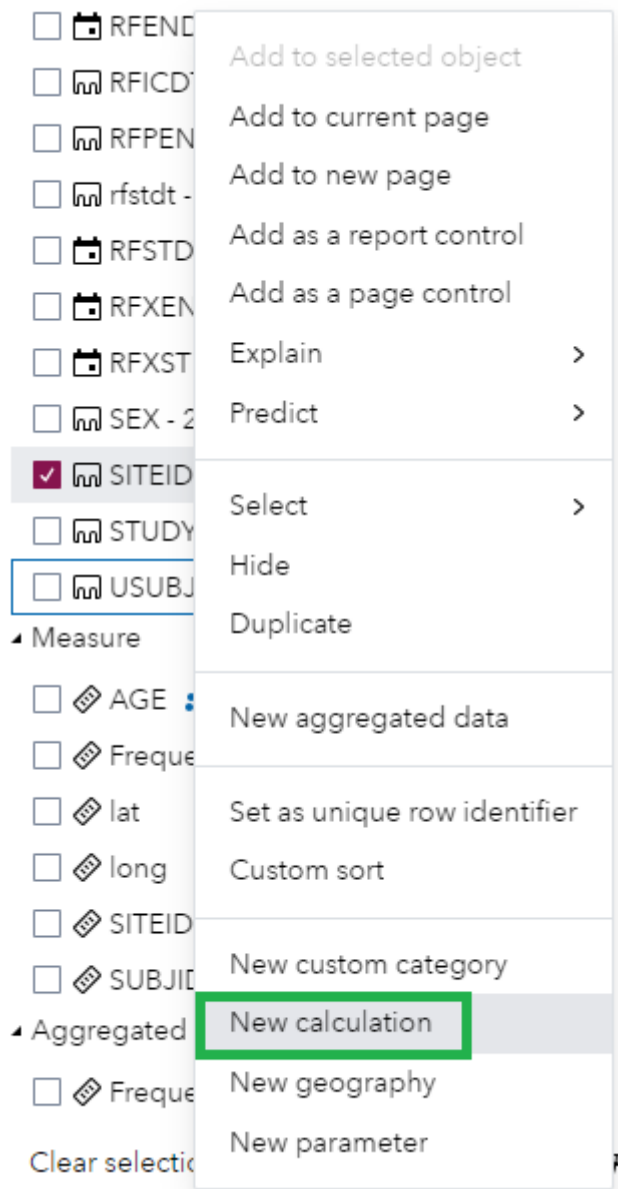 RFEND
RFICDT
RFPEN
rfstdt -
RFSTD
RFXEN
RFXST
SEX - 2
SITEID
STUDY
USUBJ
Measure
AGE
Freque
lat
long
SITEID
SUBJID
Aggregated
Freque
Clear selectio
Add to selected object
Add to current page
Add to new page
Add as a report control
Add as a page control
Explain
Predict
Select
Hide
Duplicate
New aggregated data
Set as unique row identifier
Custom sort
New custom category
New calculation
New geography
New parameter